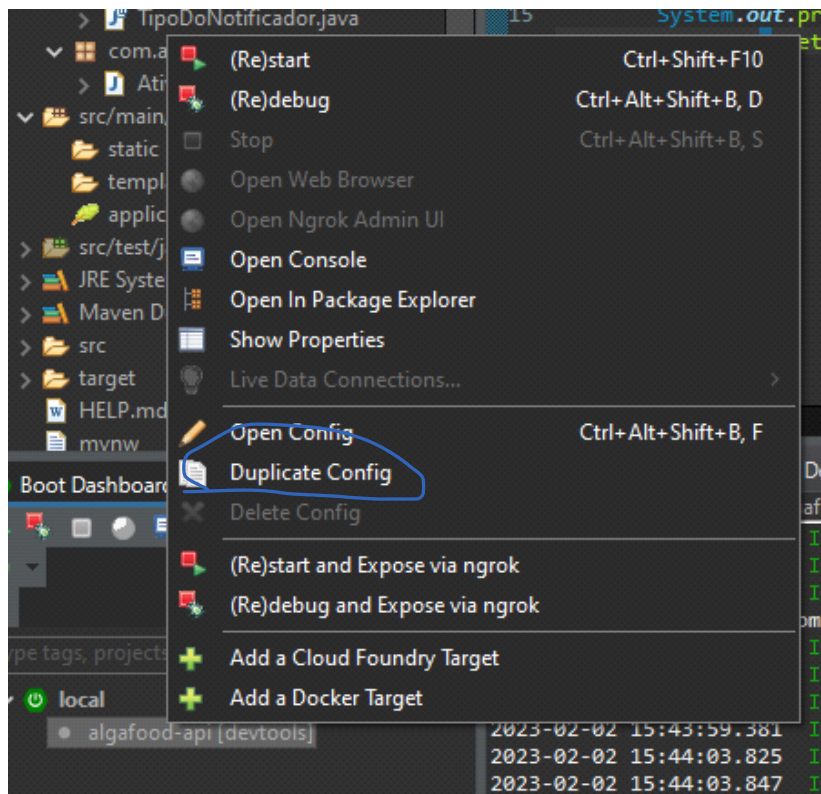 TipoDoNotificador.java
15 System.out.pr
com.a et
(Re)start Ctrl+Shift+F10
Ati
(Re)debug Ctrl+Alt+Shift+B, D
src/main,
Stop Ctrl+Alt+Shift+B, S
static
templ
Open Web Browser
applic
Open Ngrok Admin UI
src/test/j
Open Console
JRE Syste
Open In Package Explorer
Maven D
Show Properties
src
target
Live Data Connections...
HELP.md
Open Config Ctrl+Alt+Shift+B, F
mvnw
Duplicate Config
Boot Dashboard
Delete Config
(Re)start and Expose via ngrok
(Re)debug and Expose via ngrok
ype tags, projects
Add a Cloud Foundry Target
local
Add a Docker Target
algafood-api [devtools]
2023-02-02 15:43:59.381 I
2023-02-02 15:44:03.825 I
2023-02-02 15:44:03.847 I